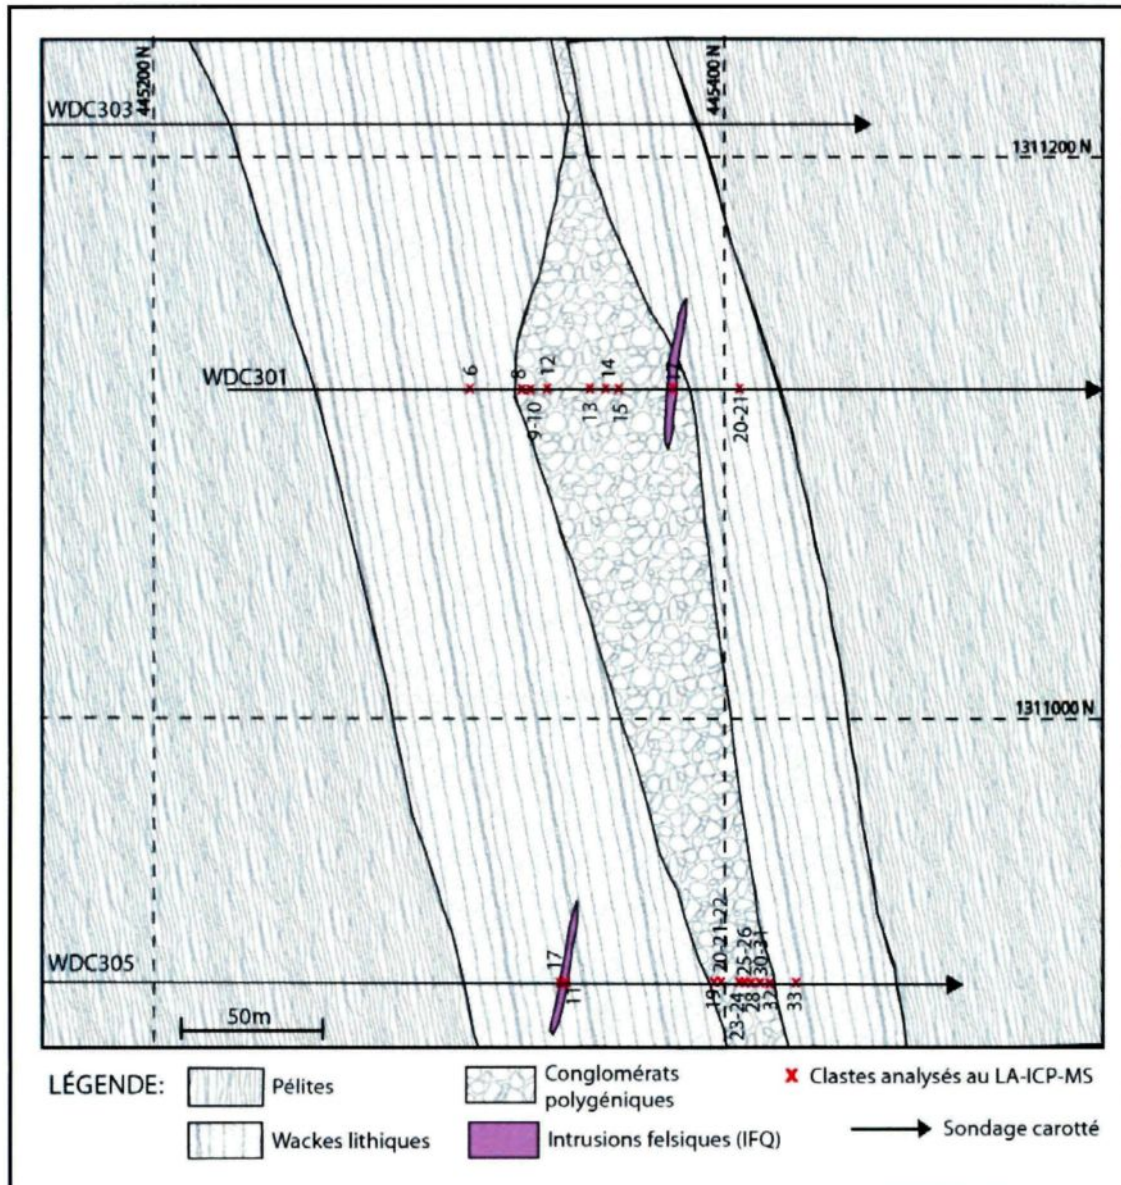 445200 N
445400 N
WDC303
1311200 N
WDC301
6
8
9-10
12
13
14
15
17
20-21
1311000 N
WDC305
17
11
19
20-21-22
23-24
25-26
28
30-31
32
33
50m
LÉGENDE:
Pélites
Conglomérats
polygéniques
Clastes analysés au LA-ICP-MS
Wackes lithiques
Intrusions felsiques (IFQ)
Sondage carotté